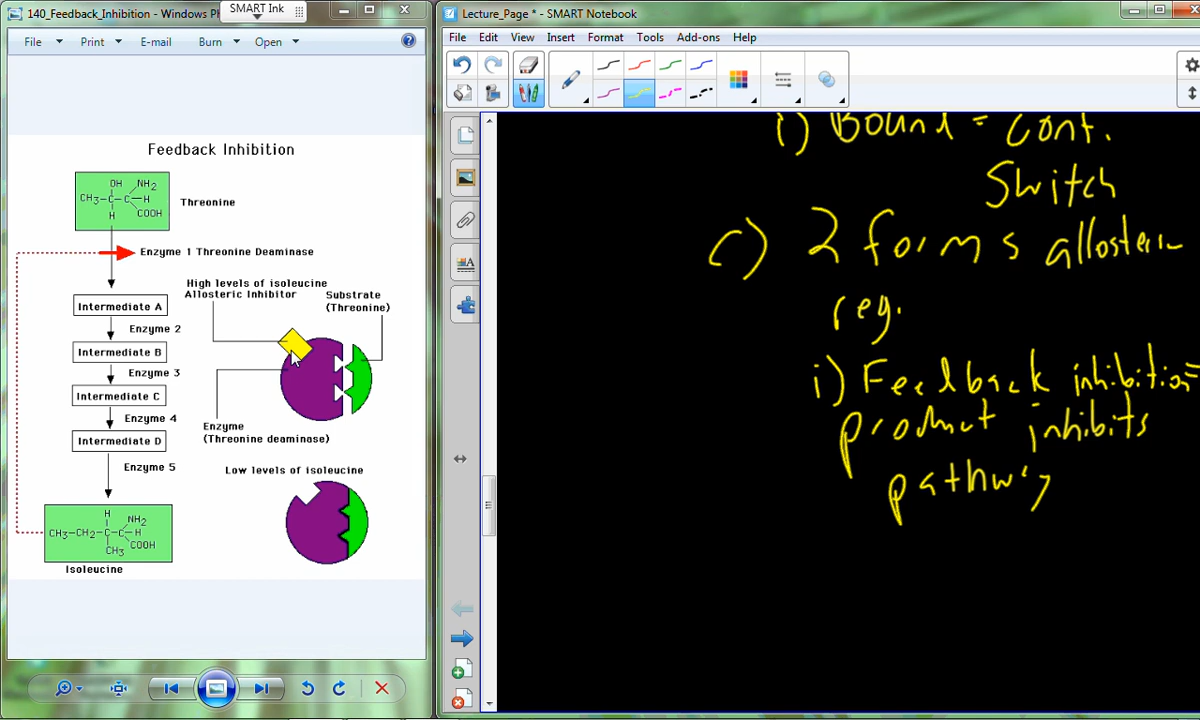 140_Feedback_Inhibition - Windows Ph
SMART Ink
File Print E-mail Burn Open
Feedback Inhibition
OH NH2
CH3-C-C-H
H COOH
Threonine
Enzyme 1 Threonine Deaminase
High levels of isoleucine
Allosteric Inhibitor
Substrate
(Threonine)
Intermediate A
Enzyme 2
Intermediate B
Enzyme 3
Intermediate C
Enzyme 4
Intermediate D
Enzyme 5
Enzyme
(Threonine deaminase)
Low levels of isoleucine
H NH2
CH3-CH2-C-C-H
CH3 COOH
Isoleucine
Lecture_Page * - SMART Notebook
File Edit View Insert Format Tools Add-ons Help
i) Bound = cont.
Switch
c) 2 forms allosteric
reg.
i) Feedback inhibition=
product inhibits
pathway